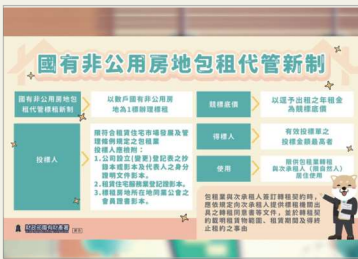 國有非公用房地包租代管新制
國有非公用房地包
租代管標租新制
以數戶國有非公用房
地為1標辦理標租
投標人
限符合租賃住宅市場發展及管
理條例規定之包租業
投標人應檢附：
1.公司設立(變更)登記表之抄
錄本或影本及代表人之身分
證明文件影本。
2.租賃住宅服務業登記證影本。
3.標租房地所在地同業公會之
會員證書影本。
競標底價
以逐予出租之年租金
為競標底價
得標人
有效投標單之
投標金額最高者
使用
限供包租業轉租
與次承租人（限自然人）
居住使用
包租業與次承租人簽訂轉租契約時，
應依規定向次承租人提供標租機關出
具之轉租同意書等文件，並於轉租契
約載明租賃物範圍、租賃期間及得終
止租約之事由
財政部國有財產署